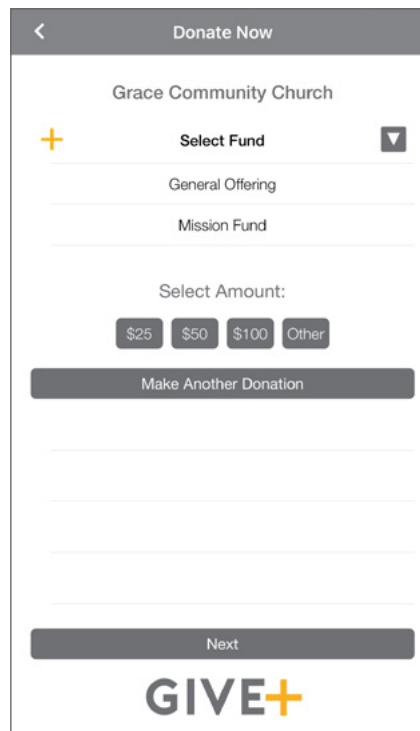 Donate Now
Grace Community Church
Select Fund
General Offering
Mission Fund
Select Amount:
$25 $50 $100 Other
Make Another Donation
Next
GIVE+